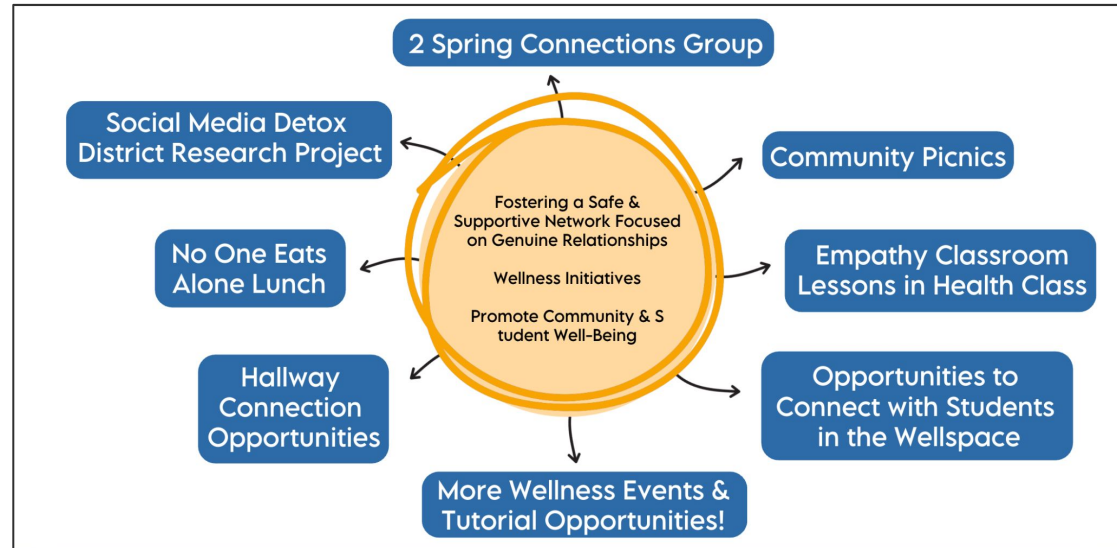 2 Spring Connections Group
Social Media Detox
District Research Project
Community Picnics
Fostering a Safe &
Supportive Network Focused
on Genuine Relationships
Wellness Initiatives
Promote Community & S
tudent Well-Being
No One Eats
Alone Lunch
Empathy Classroom
Lessons in Health Class
Hallway
Connection
Opportunities
Opportunities to
Connect with Students
in the Wellspace
More Wellness Events &
Tutorial Opportunities!